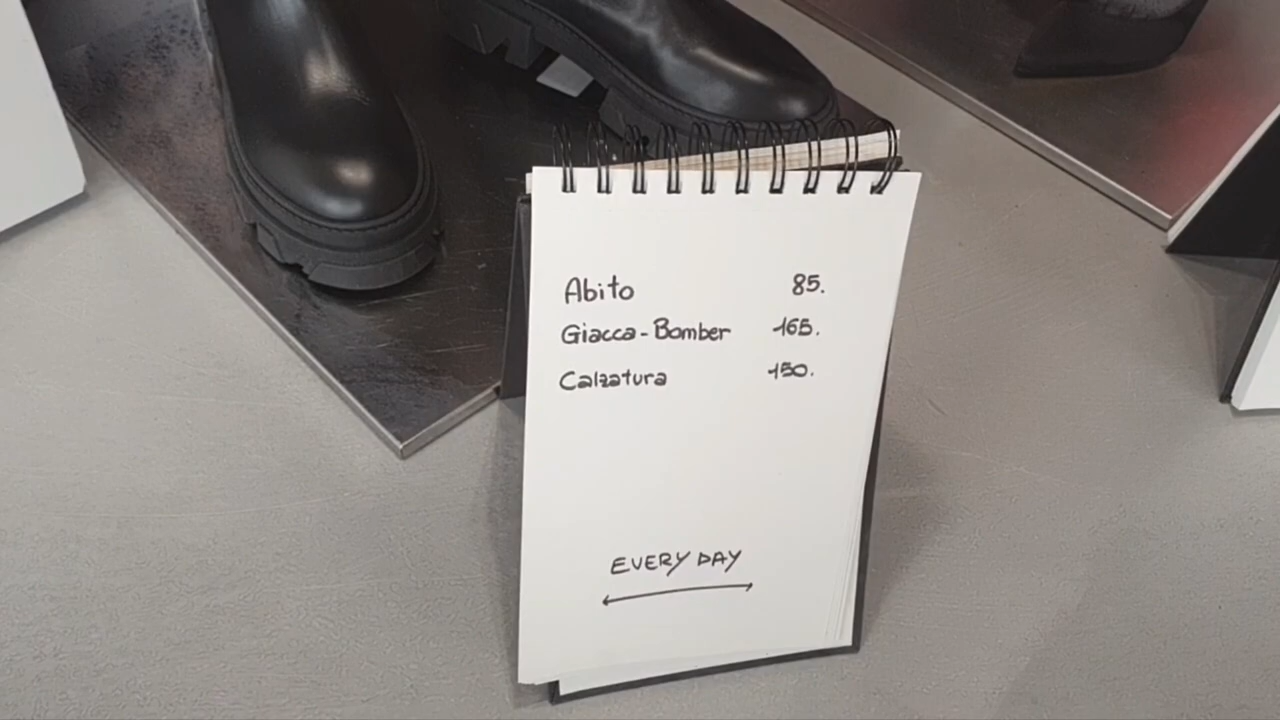 Abito 85.
Giacca-Bomber 165.
Calzatura 150.
EVERY DAY